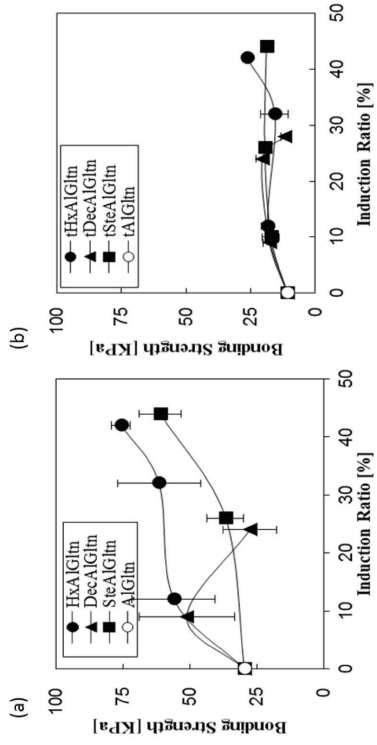 (a)
Bonding Strength [KPa]
100
75
50
25
0
HxAlGltn
DecAlGltn
SteAlGltn
AlGltn
0 10 20 30 40 50
Induction Ratio [%]
(b)
Bonding Strength [KPa]
100
75
50
25
0
tHxAlGltn
tDecAlGltn
tSteAlGltn
tAlGltn
0 10 20 30 40 50
Induction Ratio [%]